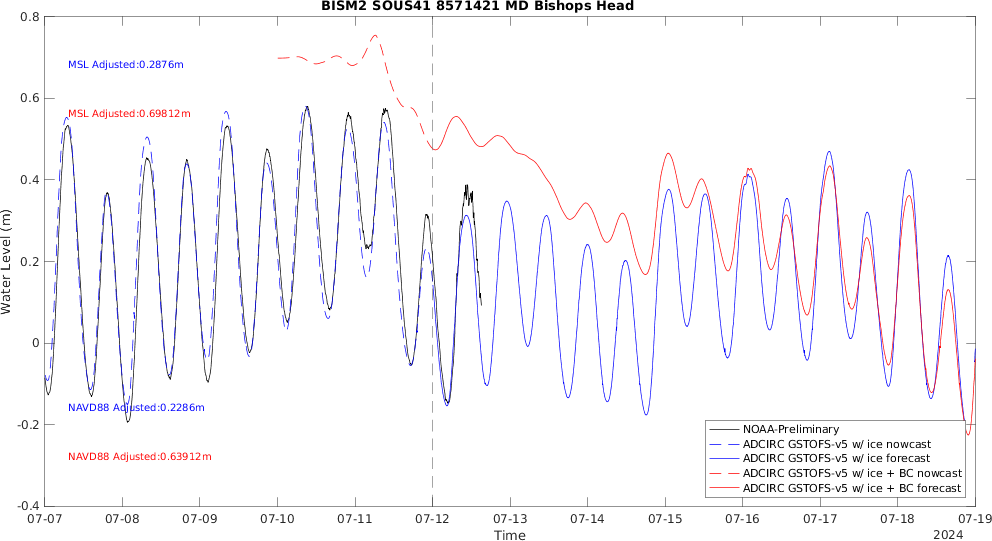 BISM2 SOUS41 8571421 MD Bishops Head
0.8
0.6
0.4
0.2
0
-0.2
-0.4
Water Level (m)
MSL Adjusted:0.2876m
MSL Adjusted:0.69812m
NAVD88 Adjusted:0.2286m
NAVD88 Adjusted:0.63912m
NOAA-Preliminary
ADCIRC GSTOFS-v5 w/ ice nowcast
ADCIRC GSTOFS-v5 w/ ice forecast
ADCIRC GSTOFS-v5 w/ ice + BC nowcast
ADCIRC GSTOFS-v5 w/ ice + BC forecast
07-07 07-08 07-09 07-10 07-11 07-12 07-13 07-14 07-15 07-16 07-17 07-18 07-19
Time
2024